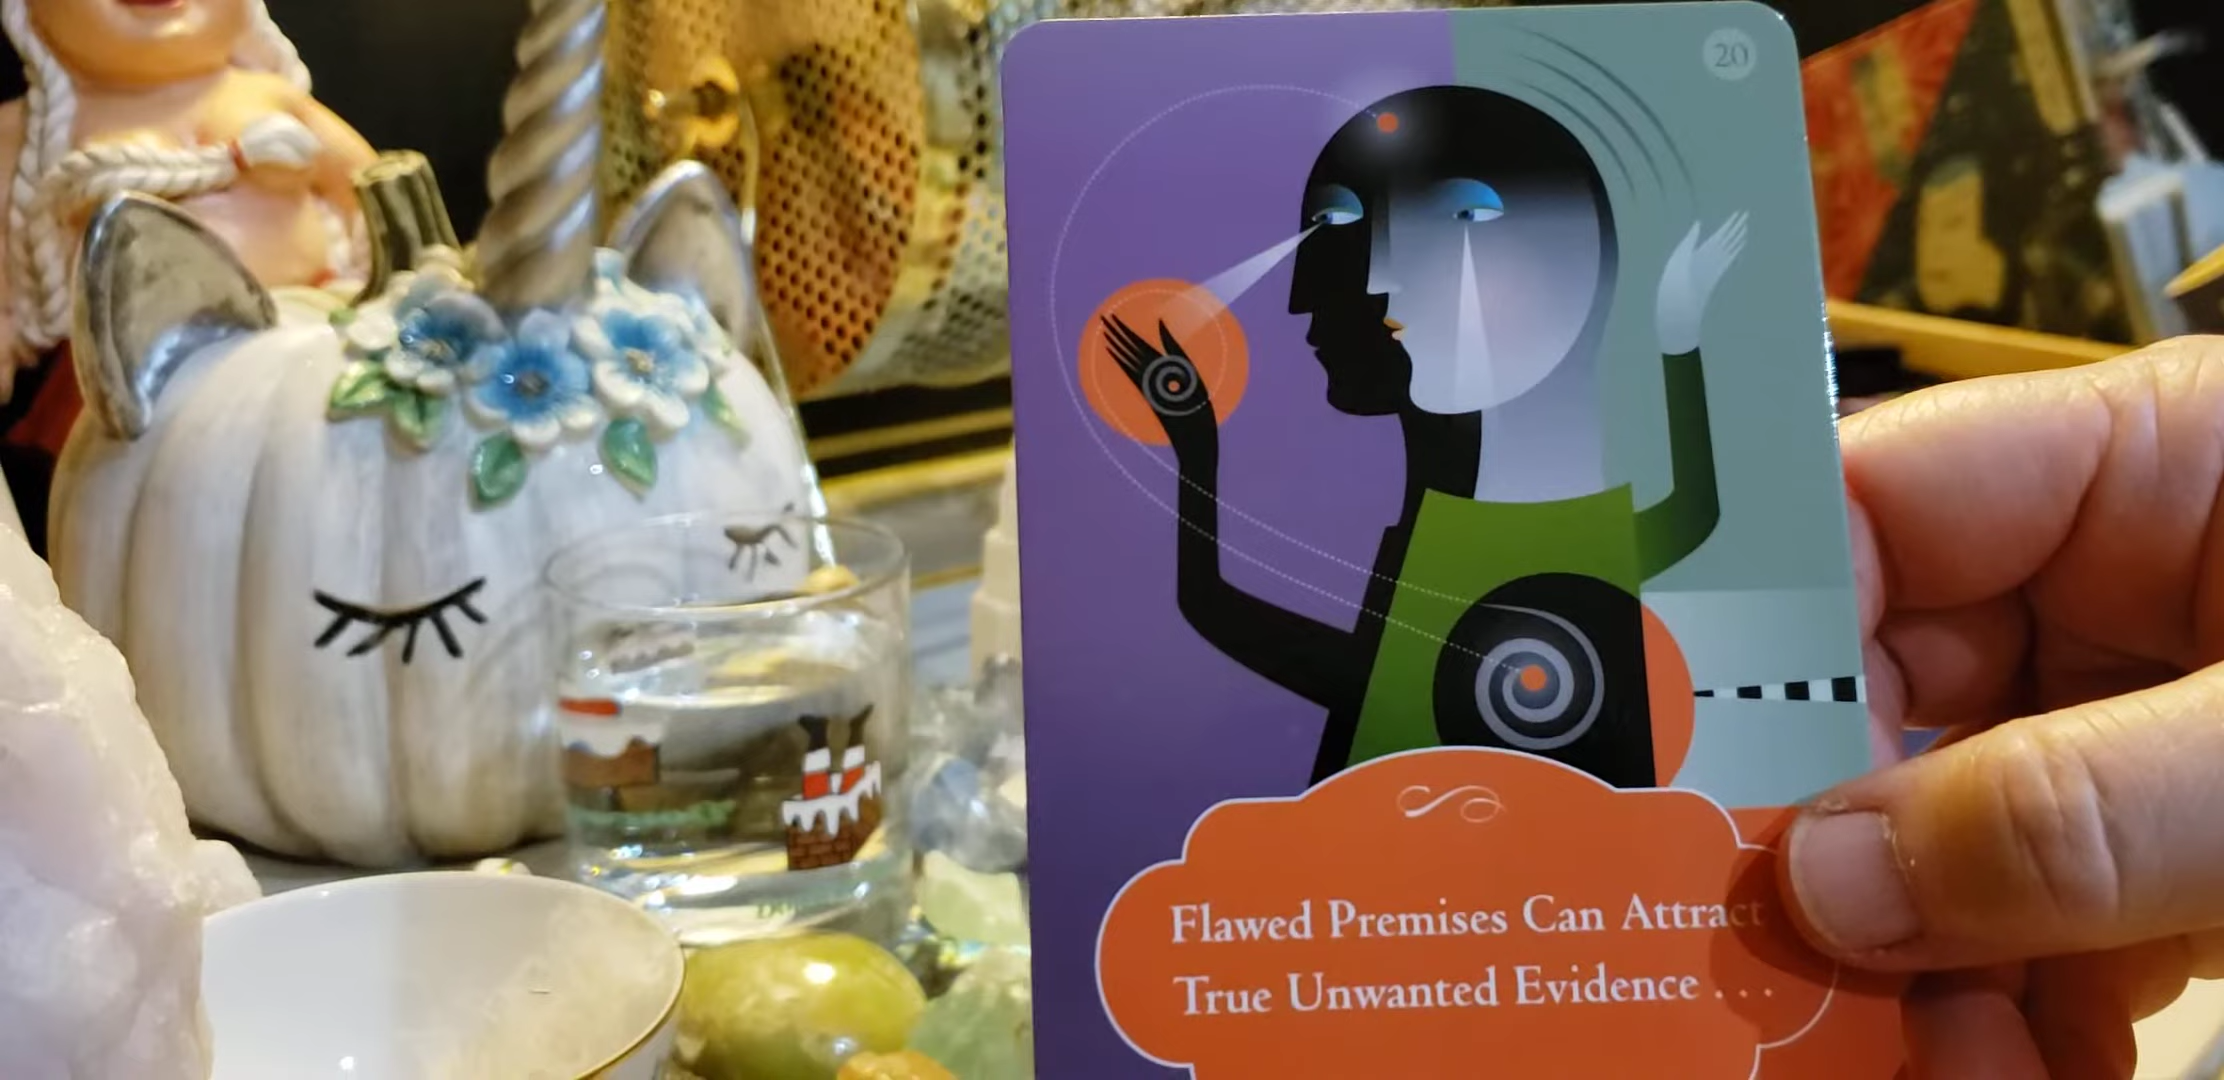 20
Flawed Premises Can Attract
True Unwanted Evidence . . .